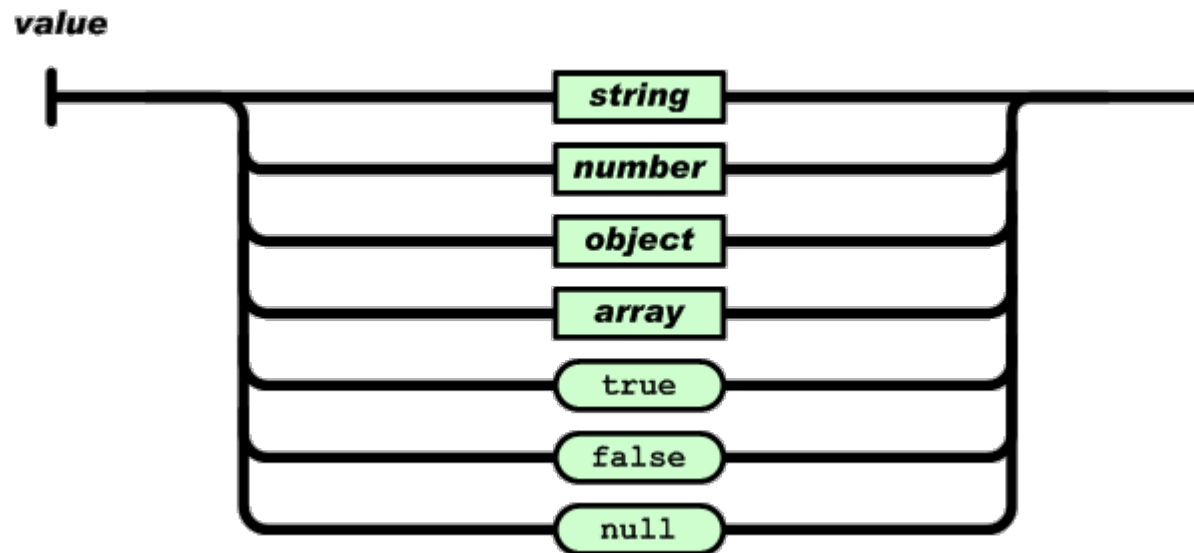 value
string
number
object
array
true
false
null